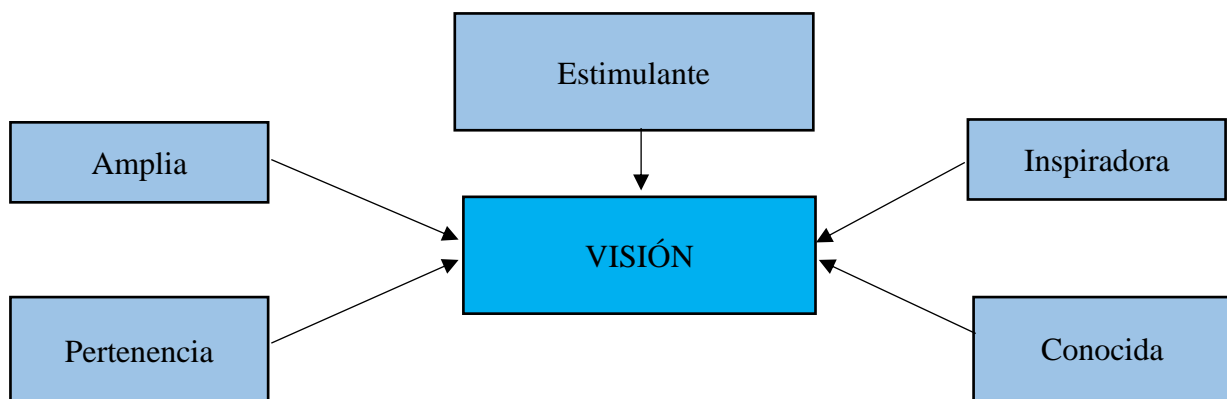 Estimulante
Amplia
Inspiradora
VISIÓN
Pertenencia
Conocida